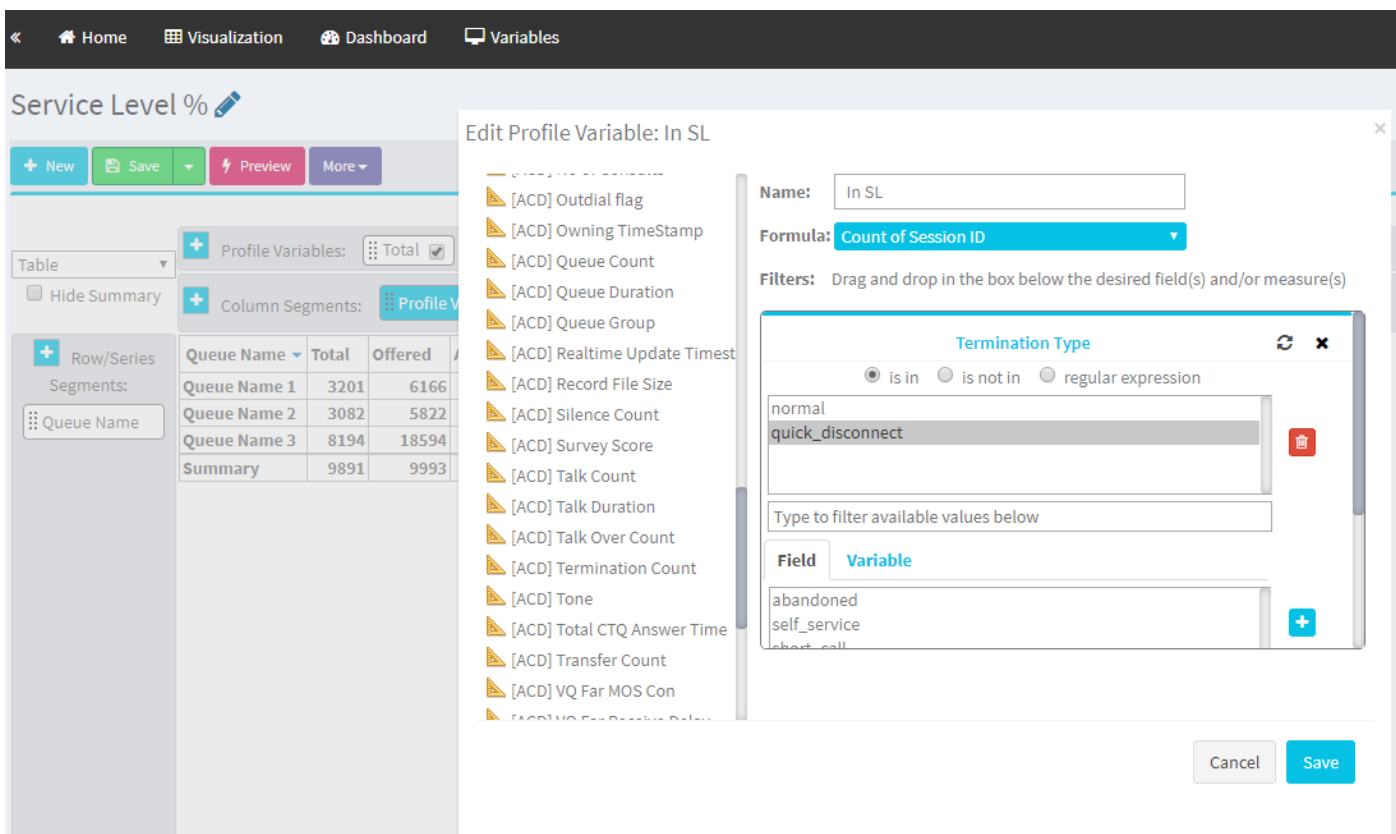 « Home Visualization Dashboard Variables
Service Level %
New Save Preview More
Table
Hide Summary
Profile Variables: Total
Column Segments: Profile V
Row/Series
Segments:
Queue Name
Queue Name Total Offered
Queue Name 1 3201 6166
Queue Name 2 3082 5822
Queue Name 3 8194 18594
Summary 9891 9993
Edit Profile Variable: In SL
×
[ACD] Outdial flag
[ACD] Owning TimeStamp
[ACD] Queue Count
[ACD] Queue Duration
[ACD] Queue Group
[ACD] Realtime Update Timest
[ACD] Record File Size
[ACD] Silence Count
[ACD] Survey Score
[ACD] Talk Count
[ACD] Talk Duration
[ACD] Talk Over Count
[ACD] Termination Count
[ACD] Tone
[ACD] Total CTQ Answer Time
[ACD] Transfer Count
[ACD] VQ Far MOS Con
Name: In SL
Formula: Count of Session ID
Filters: Drag and drop in the box below the desired field(s) and/or measure(s)
Termination Type
is in is not in regular expression
normal
quick_disconnect
Type to filter available values below
Field Variable
abandoned
self_service
short_call
Cancel Save